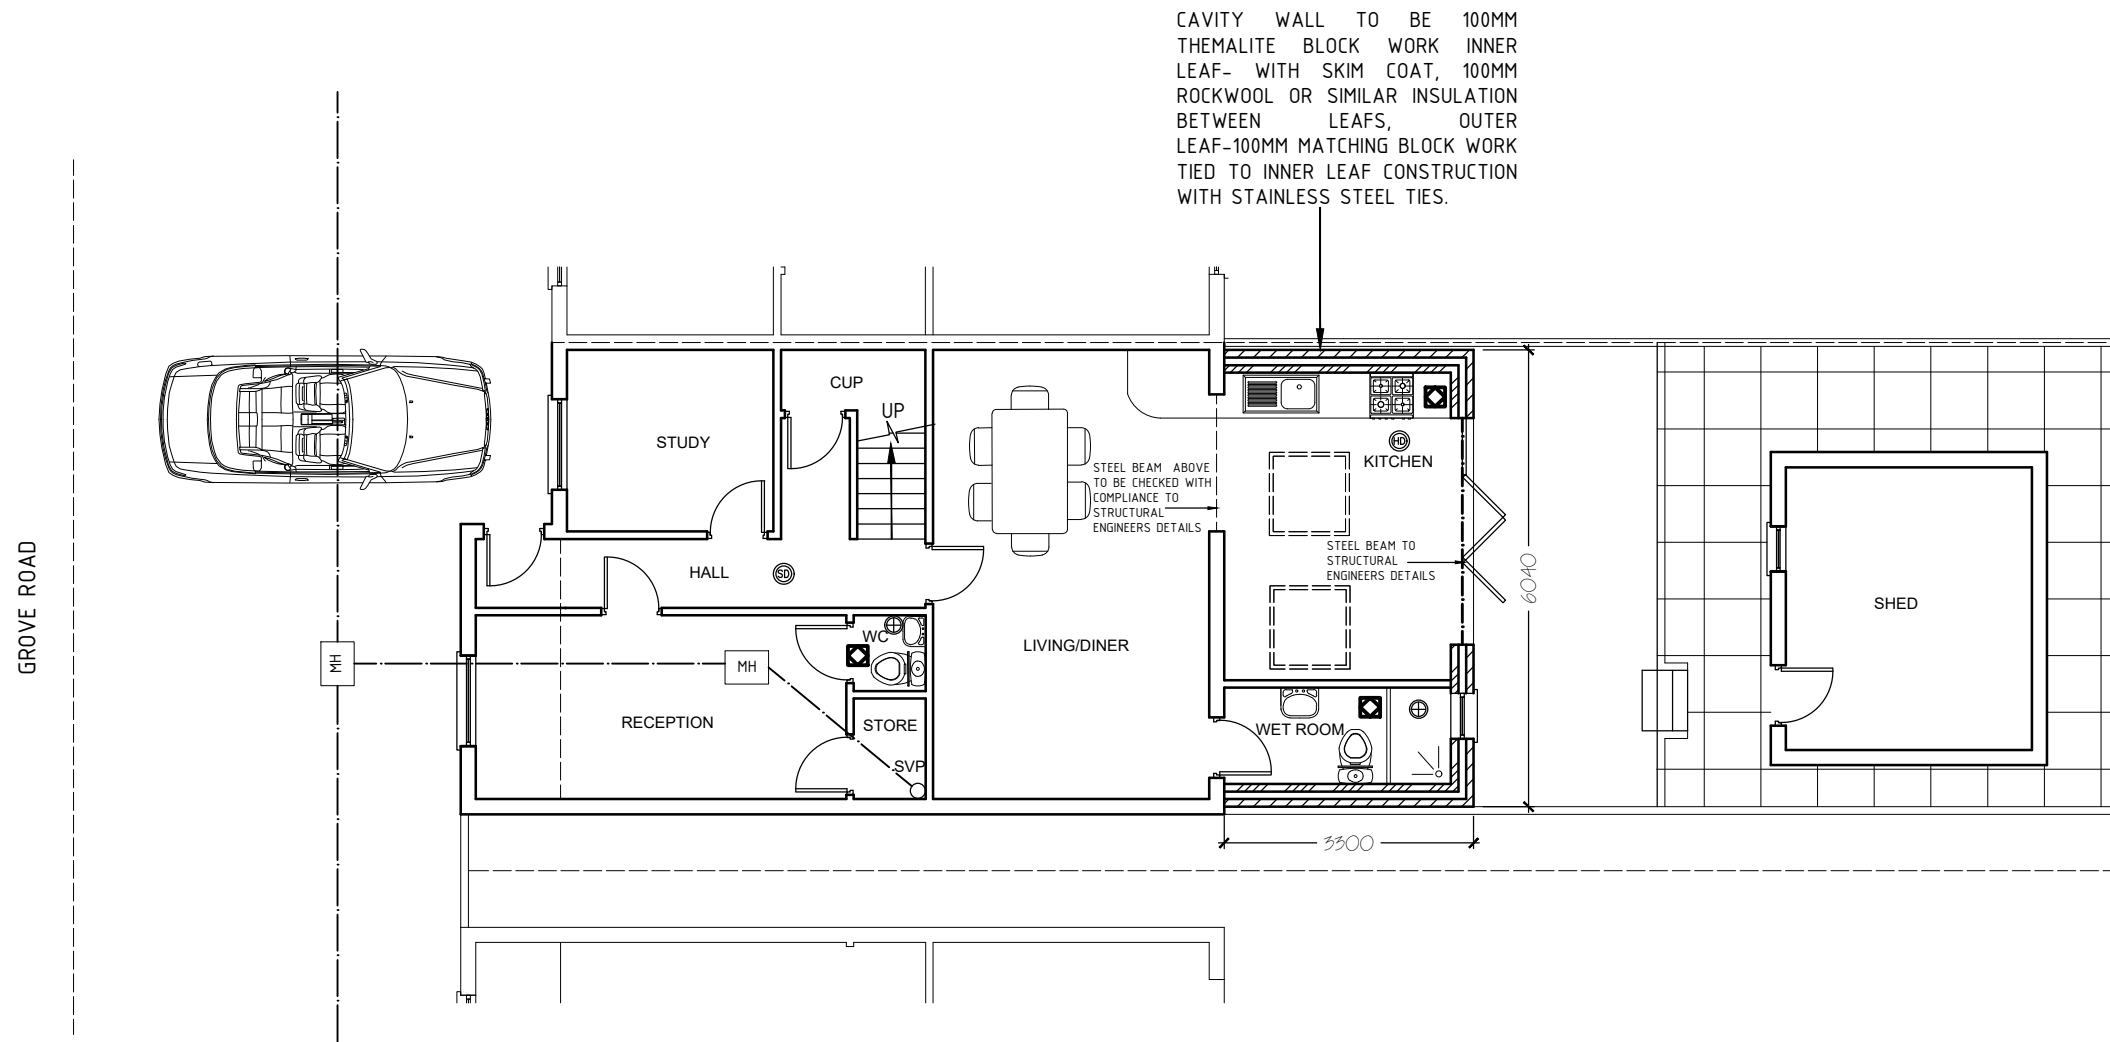 CAVITY WALL TO BE 100MM
THEMALITE BLOCK WORK INNER
LEAF- WITH SKIM COAT, 100MM
ROCKWOOL OR SIMILAR INSULATION
BETWEEN LEAFS, OUTER
LEAF-100MM MATCHING BLOCK WORK
TIED TO INNER LEAF CONSTRUCTION
WITH STAINLESS STEEL TIES.
GROVE ROAD
CUP
UP
STUDY
HD
KITCHEN
STEEL BEAM ABOVE
TO BE CHECKED WITH
COMPLIANCE TO
STRUCTURAL
ENGINEERS DETAILS
STEEL BEAM TO
STRUCTURAL
ENGINEERS DETAILS
6040
HALL
SD
SHED
WC
LIVING/DINER
MH
MH
RECEPTION
STORE
SVP
WET ROOM
3300